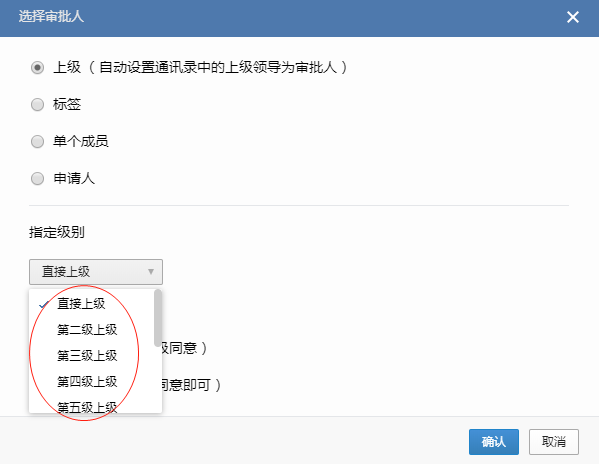 选择审批人
上级（自动设置通讯录中的上级领导为审批人）
标签
单个成员
申请人
指定级别
直接上级
直接上级
第二级上级
第三级上级
级同意）
第四级上级
同意即可）
第五级上级
确认
取消